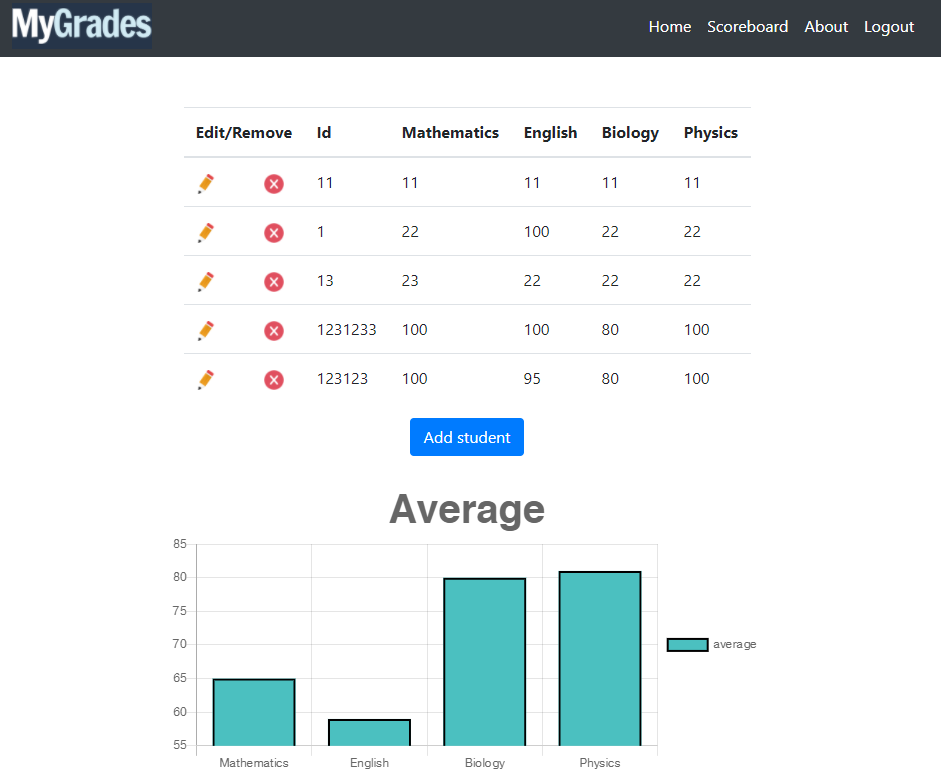 MyGrades
Home Scoreboard About Logout
Edit/Remove Id Mathematics English Biology Physics
11 11 11 11 11
1 22 100 22 22
13 23 22 22 22
1231233 100 100 80 100
123123 100 95 80 100
Add student
Average
85
80
75
70
65
60
55
average
Mathematics English Biology Physics